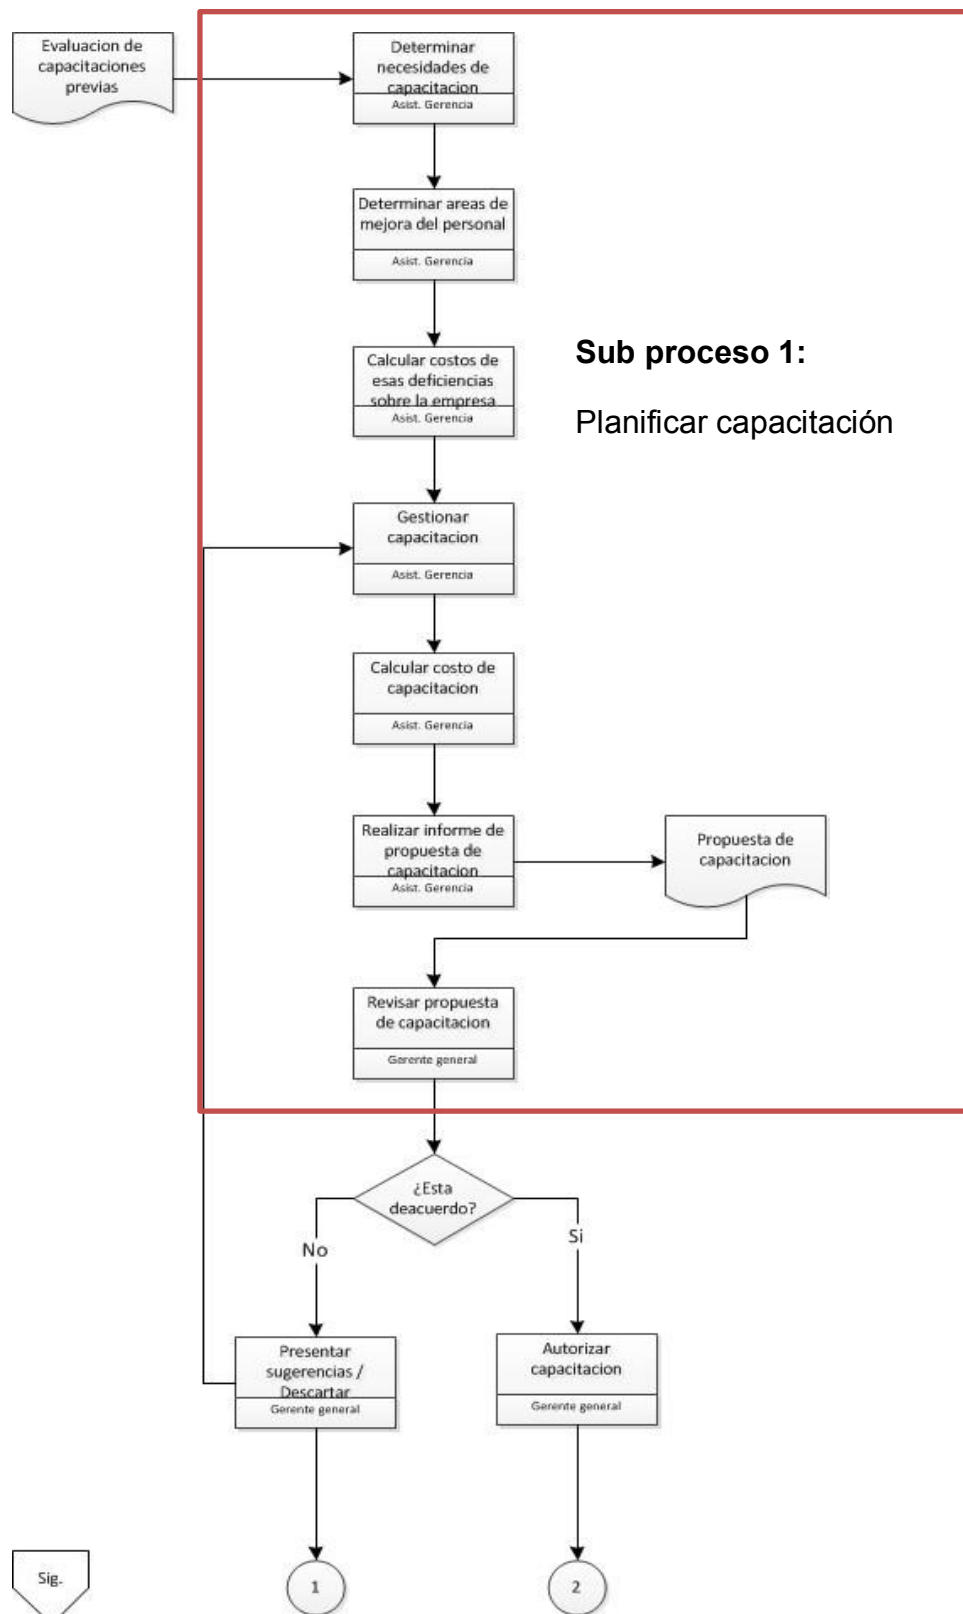 Evaluacion de
capacitaciones
previas
Determinar
necesidades de
capacitacion
Asist. Gerencia
Determinar areas de
mejora del personal
Asist. Gerencia
Calcular costos de
esas deficiencias
sobre la empresa
Asist. Gerencia
Sub proceso 1:
Planificar capacitación
Gestionar
capacitacion
Asist. Gerencia
Calcular costo de
capacitacion
Asist. Gerencia
Realizar informe de
propuesta de
capacitacion
Asist. Gerencia
Propuesta de
capacitacion
Revisar propuesta
de capacitacion
Gerente general
¿Esta
deacuerdo?
No
Si
Presentar
sugerencias /
Descartar
Gerente general
Autorizar
capacitacion
Gerente general
Sig.
1
2